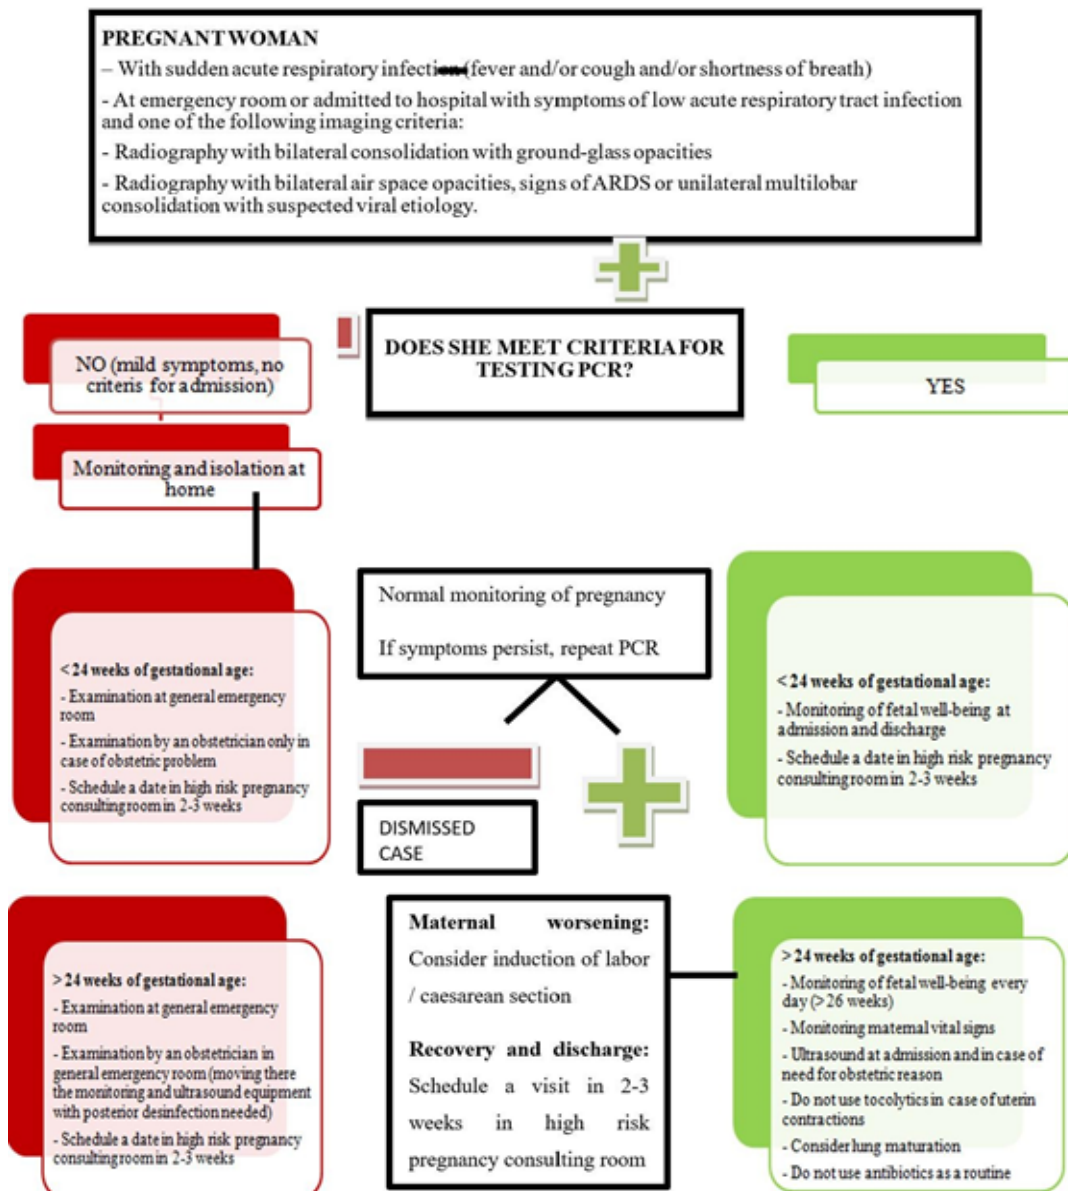 PREGNANT WOMAN
– With sudden acute respiratory infection (fever and/or cough and/or shortness of breath)
- At emergency room or admitted to hospital with symptoms of low acute respiratory tract infection
and one of the following imaging criteria:
- Radiography with bilateral consolidation with ground-glass opacities
- Radiography with bilateral air space opacities, signs of ARDS or unilateral multilobar
consolidation with suspected viral etiology.
DOES SHE MEET CRITERIA FOR
TESTING PCR?
NO (mild symptoms, no
criteris for admission)
YES
Monitoring and isolation at
home
< 24 weeks of gestational age:
- Examination at general emergency
room
- Examination by an obstetrician only in
case of obstetric problem
- Schedule a date in high risk pregnancy
consulting room in 2-3 weeks
Normal monitoring of pregnancy
If symptoms persist, repeat PCR
DISMISSED
CASE
< 24 weeks of gestational age:
- Monitoring of fetal well-being at
admission and discharge
- Schedule a date in high risk pregnancy
consulting room in 2-3 weeks
> 24 weeks of gestational age:
- Examination at general emergency
room
- Examination by an obstetrician in
general emergency room (moving there
the monitoring and ultrasound equipment
with posterior desinfection needed)
- Schedule a date in high risk pregnancy
consulting room in 2-3 weeks
Maternal worsening:
Consider induction of labor
/ caesarean section
Recovery and discharge:
Schedule a visit in 2-3
weeks in high risk
pregnancy consulting room
> 24 weeks of gestational age:
- Monitoring of fetal well-being every
day (> 26 weeks)
- Monitoring maternal vital signs
- Ultrasound at admission and in case of
need for obstetric reason
- Do not use tocolytics in case of uterin
contractions
- Consider lung maturation
- Do not use antibiotics as a routine